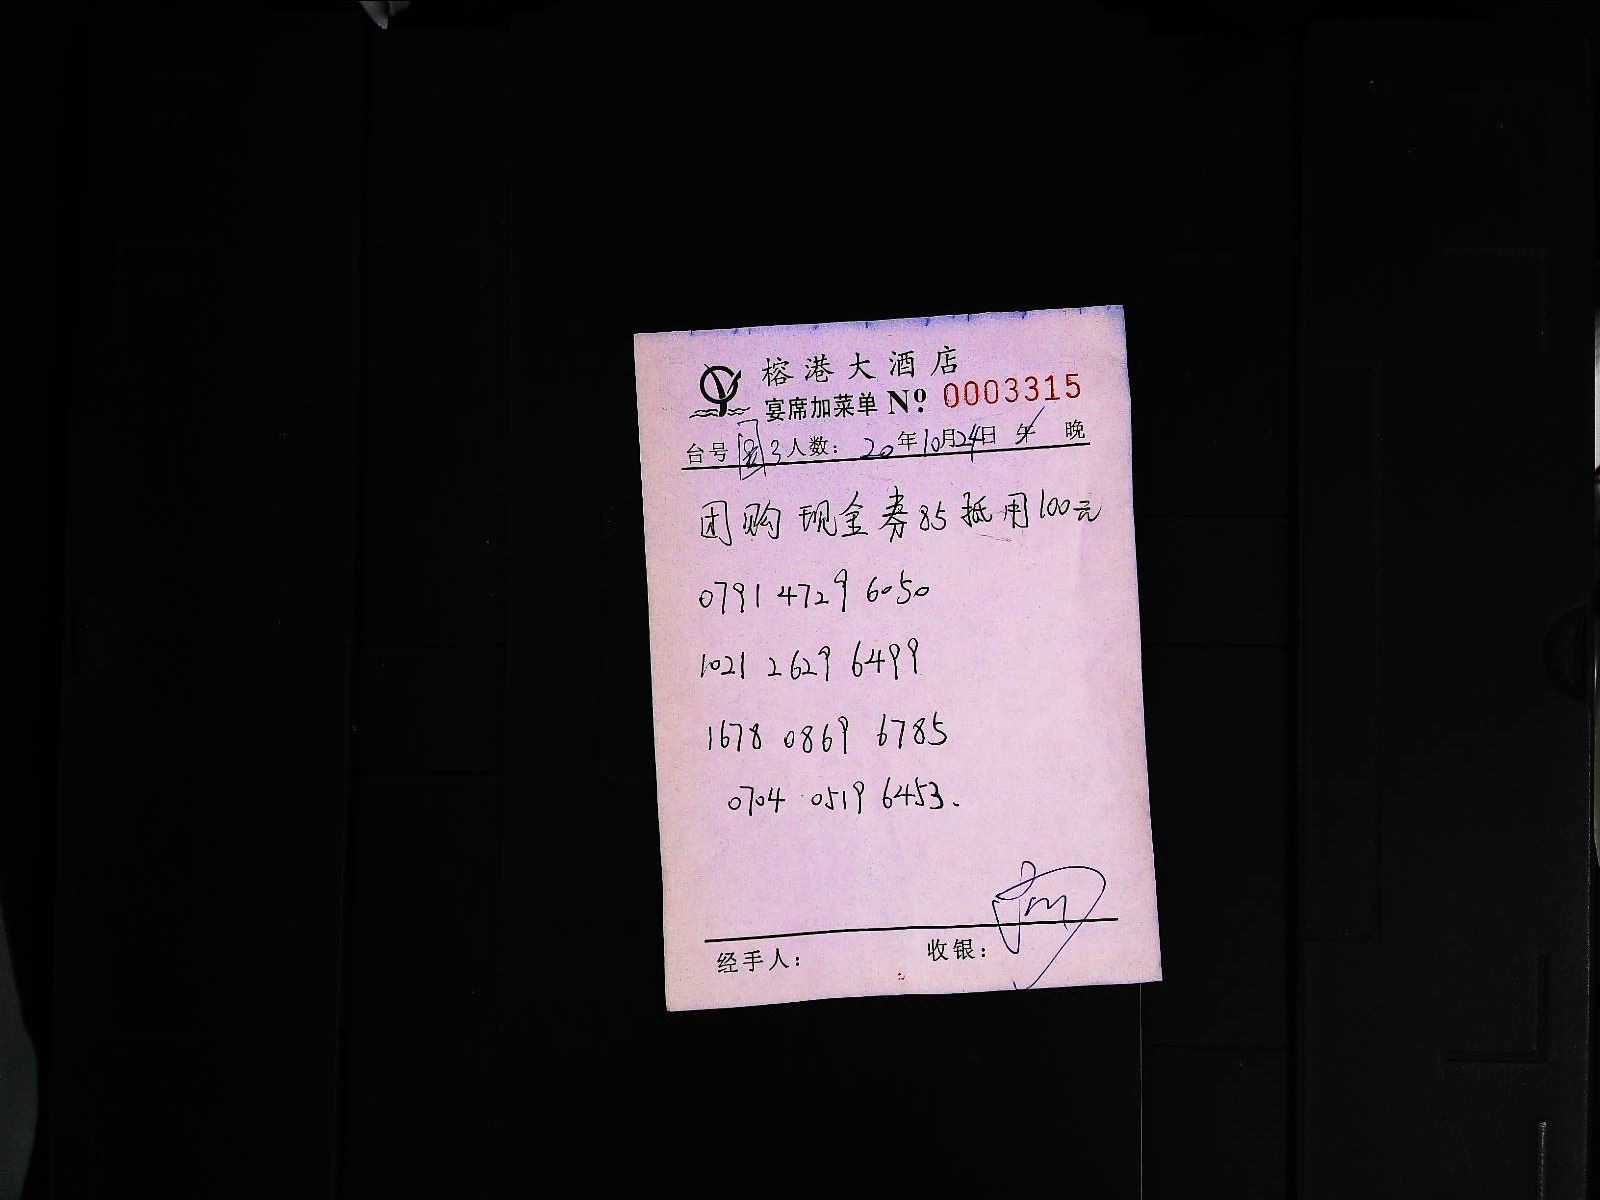 榕港大酒店
宴席加菜单 Nº 0003315
台号 3 人数： 20年10月24日 午 晚
团购现金券85抵用100元
0791 4729 6050
1021 2629 6499
1678 0869 6785
0704 0519 6453.
经手人： 收银：